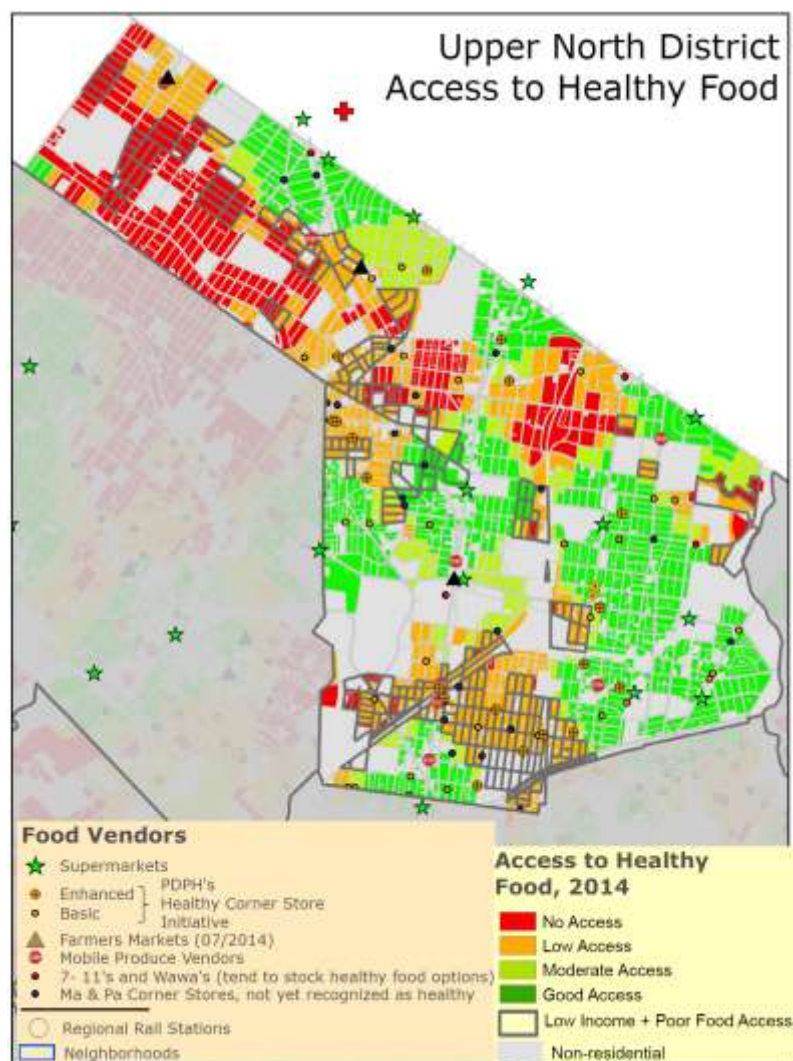 Upper North District
Access to Healthy Food
Food Vendors
Supermarkets
Enhanced
Basic
PDPH's
Healthy Corner Store
Initiative
Farmers Markets (07/2014)
Mobile Produce Vendors
7- 11's and Wawa's (tend to stock healthy food options)
Ma & Pa Corner Stores, not yet recognized as healthy
Regional Rail Stations
Neighborhoods
Access to Healthy
Food, 2014
No Access
Low Access
Moderate Access
Good Access
Low Income + Poor Food Access
Non-residential